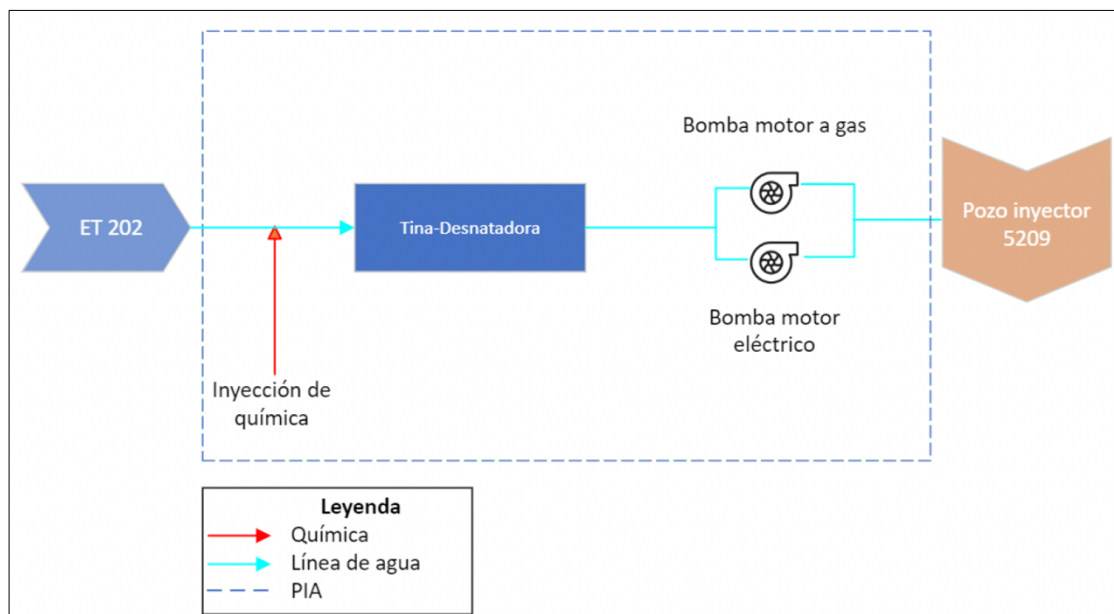 Bomba motor a gas
ET 202
Tina-Desnatadora
Pozo inyector
5209
Bomba motor
eléctrico
Inyección de
química
Leyenda
Química
Línea de agua
PIA